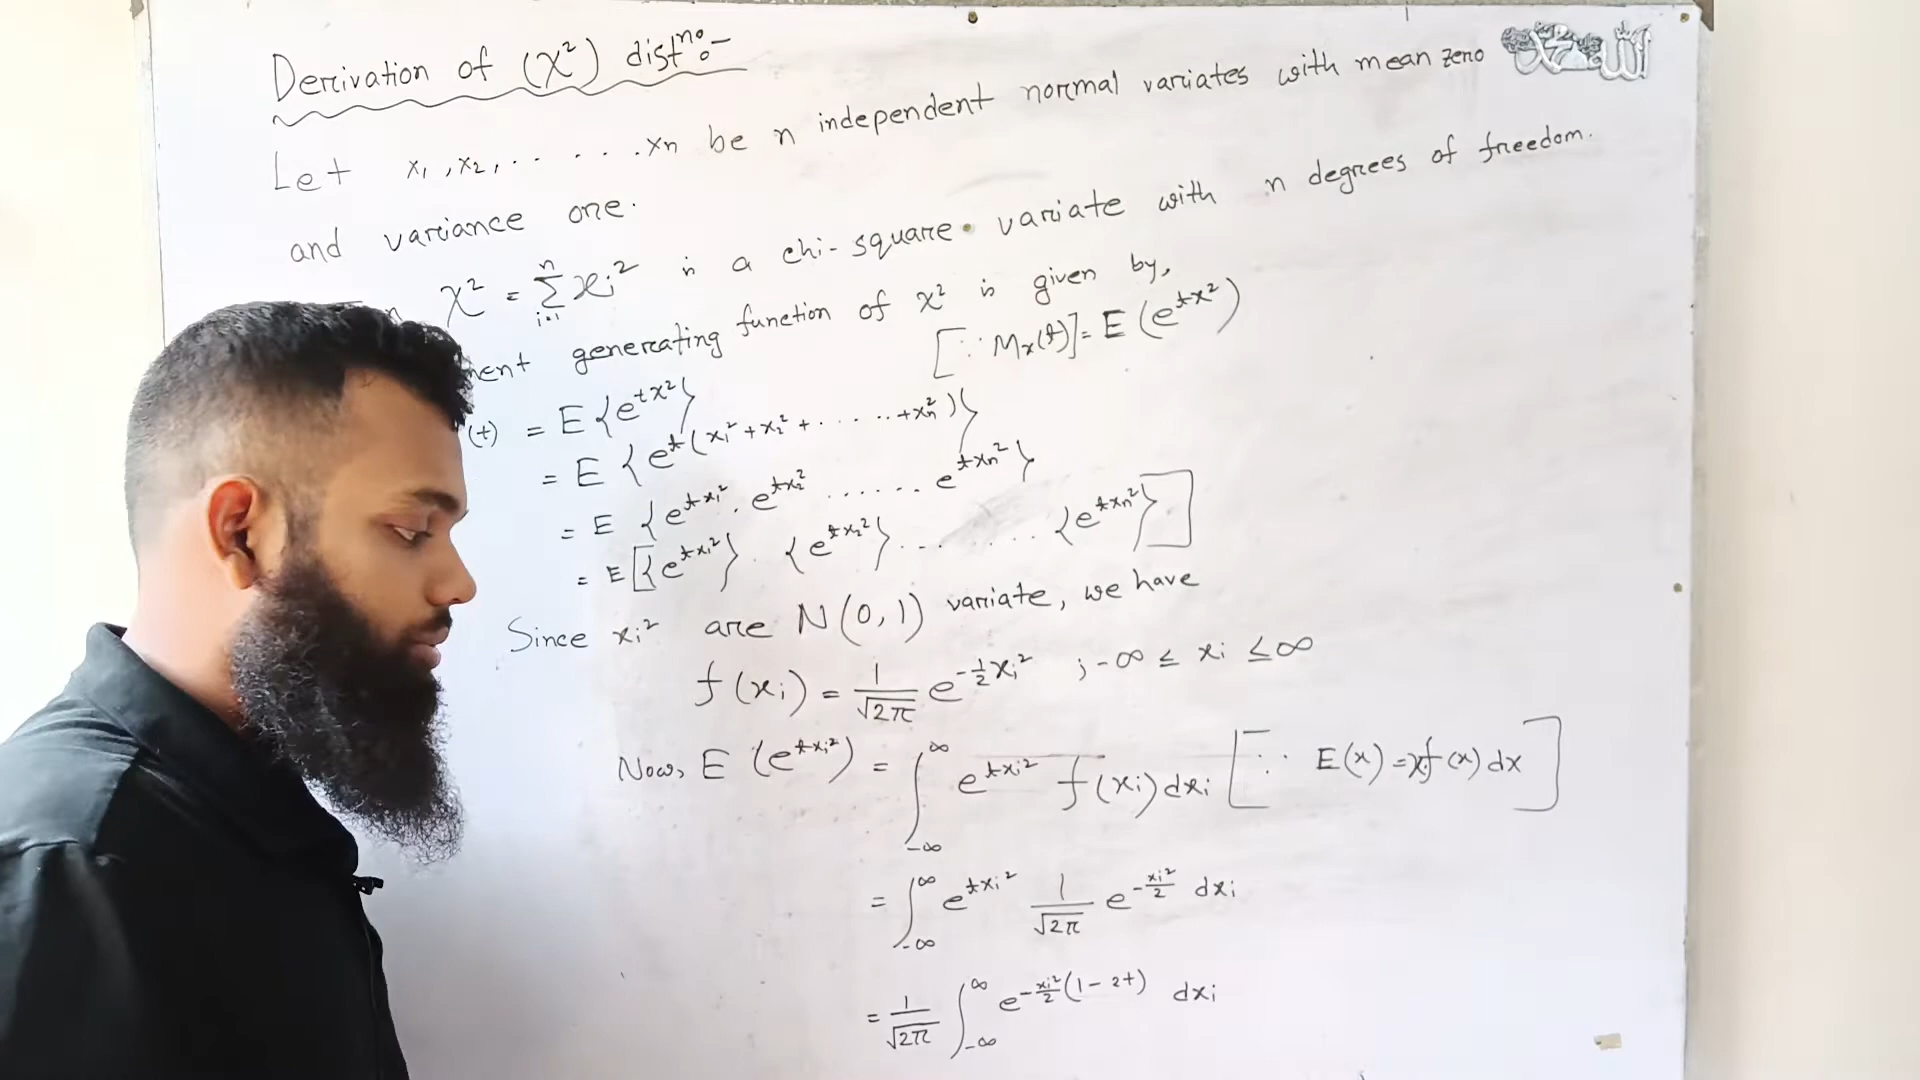 Derivation of (χ²) distⁿ°:-
Let x₁, x₂, . . . . . . xn be n independent normal variates with mean zero
and variance one.
χ² = Σᵢ₌₁ⁿ xᵢ² is a chi-square variate with n degrees of freedom.
generating function of χ² is given by,
[∵ Mx(t)] = E(e^{tx²})
(t) = E{e^{tχ²}}
= E{e^{t(x₁² + x₂² + . . . . . . + xn²)}}
= E {e^{tx₁²} . e^{tx₂²} . . . . . . e^{txn²}}
= E[{e^{tx₁²}} . {e^{tx₂²}} . . . . . . {e^{txn²}}]
Since xᵢ² are N(0,1) variate, we have
f(xᵢ) = 1/√2π e^{-½xᵢ²} ; -∞ ≤ xᵢ ≤ ∞
Now, E(e^{txᵢ²}) = ∫_{-∞}^{∞} e^{txᵢ²} f(xᵢ) dxᵢ [∵ E(x) = xf(x) dx]
= ∫_{-∞}^{∞} e^{txᵢ²} 1/√2π e^{-xᵢ²/2} dxᵢ
= 1/√2π ∫_{-∞}^{∞} e^{-xᵢ²/2 (1-2t)} dxᵢ